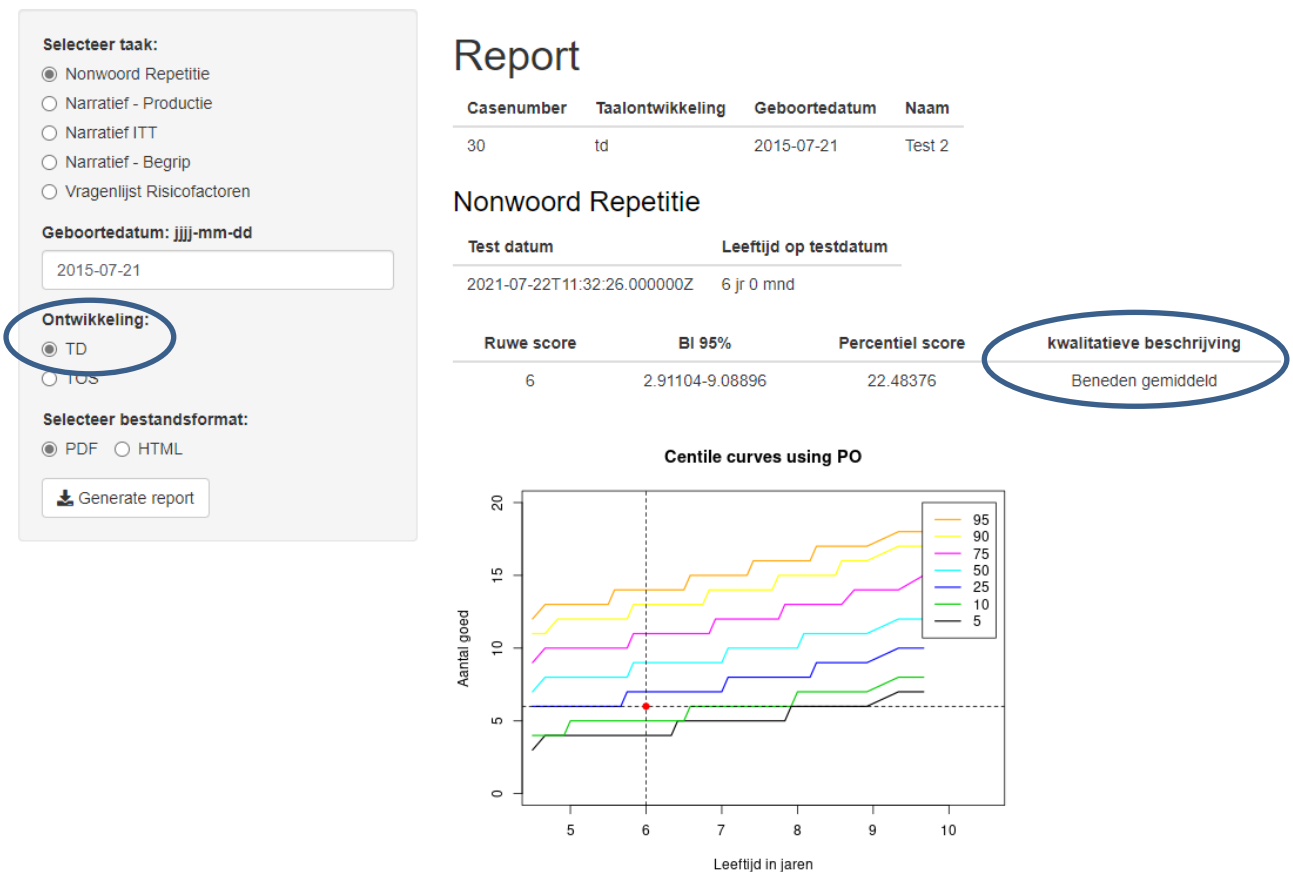 Selecteer taak:
Nonwoord Repetitie
Narratief - Productie
Narratief ITT
Narratief - Begrip
Vragenlijst Risicofactoren
Geboortedatum: jjjj-mm-dd
2015-07-21
Ontwikkeling:
TD
TOS
Selecteer bestandsformat:
PDF HTML
Generate report
Report
Casenumber Taalontwikkeling Geboortedatum Naam
30 td 2015-07-21 Test 2
Nonwoord Repetitie
Test datum Leeftijd op testdatum
2021-07-22T11:32:26.000000Z 6 jr 0 mnd
Ruwe score BI 95% Percentiel score kwalitatieve beschrijving
6 2.91104-9.08896 22.48376 Beneden gemiddeld
Centile curves using PO
Aantal goed
20
15
10
5
0
95
90
75
50
25
10
5
5 6 7 8 9 10
Leeftijd in jaren